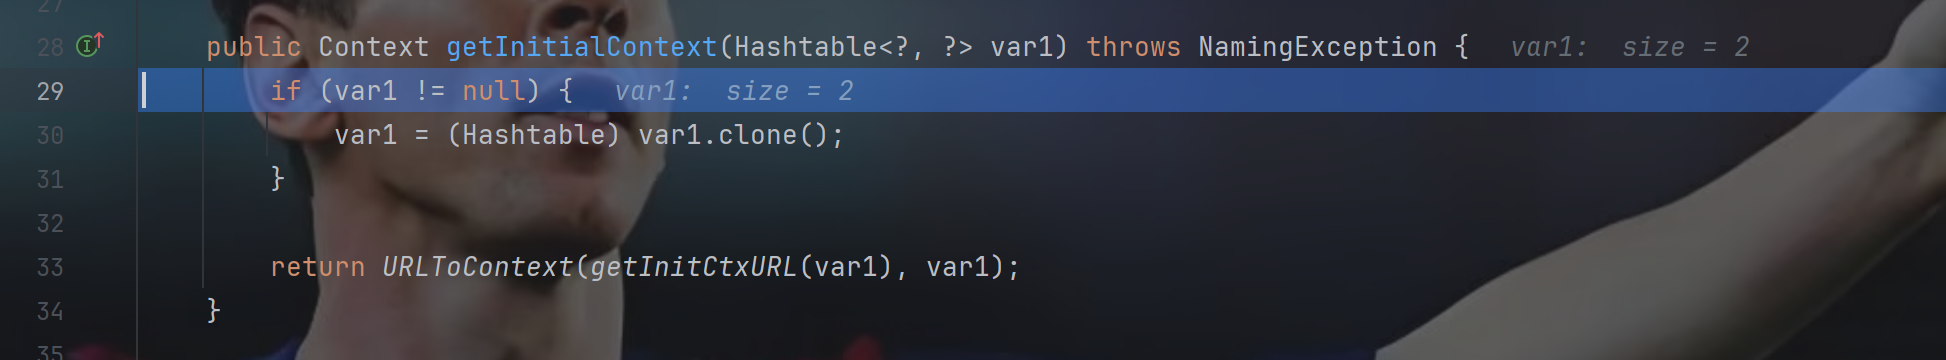 27
28 public Context getInitialContext(Hashtable<?, ?> var1) throws NamingException {   var1:  size = 2
29 if (var1 != null) {   var1:  size = 2
30 var1 = (Hashtable) var1.clone();
31 }
32
33 return URLToContext(getInitCtxURL(var1), var1);
34 }
35